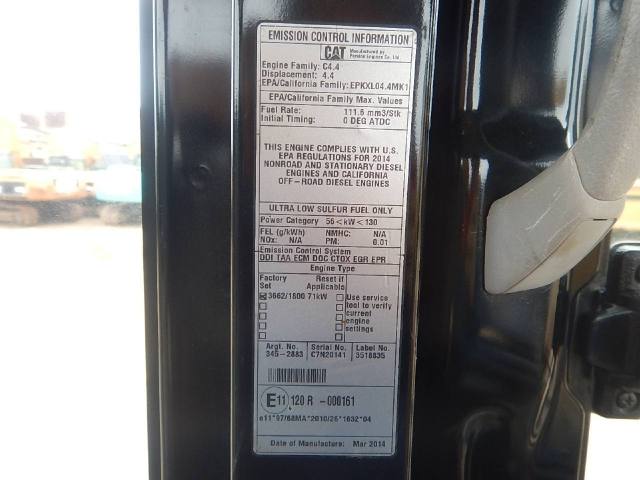 EMISSION CONTROL INFORMATION
CAT Manufactured by
Perkins Engines Co. Ltd.
Engine Family: C4.4
Displacement: 4.4
EPA/California Family: EPKXL04.4MK1
EPA/California Family Max. Values
Fuel Rate: 111.6 mm3/Stk
Initial Timing: 0 DEG ATDC
THIS ENGINE COMPLIES WITH U.S.
EPA REGULATIONS FOR 2014
NONROAD AND STATIONARY DIESEL
ENGINES AND CALIFORNIA
OFF-ROAD DIESEL ENGINES
ULTRA LOW SULFUR FUEL ONLY
Power Category 56<kW<130
FEL (g/kWh) NMHC: N/A
NOx: N/A PM: 0.01
Emission Control System
DDI TAA ECM DOC CTOX EGR EPR
Engine Type
Factory Reset if
Set Applicable
3662/1800 71kW Use service
tool to verify
current
engine
settings
Argt. No. Serial No. Label No.
345-2883 C7N20141 3518835
E11 120 R -000161
e11*97/68MA*2010/26*1632*04
Date of Manufacture: Mar 2014